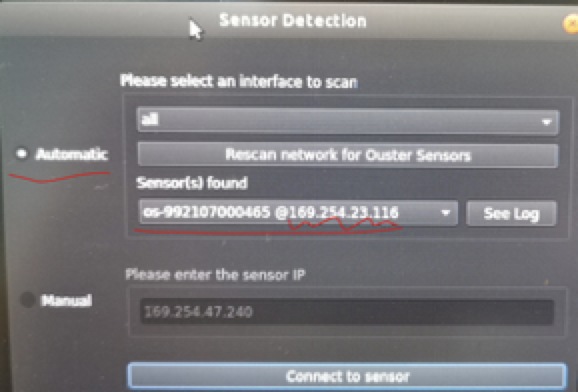 Sensor Detection
Please select an interface to scan
all
Automatic
Rescan network for Ouster Sensors
Sensor(s) found
os-992107000465 @169.254.23.116
See Log
Please enter the sensor IP
Manual
169.254.47.240
Connect to sensor